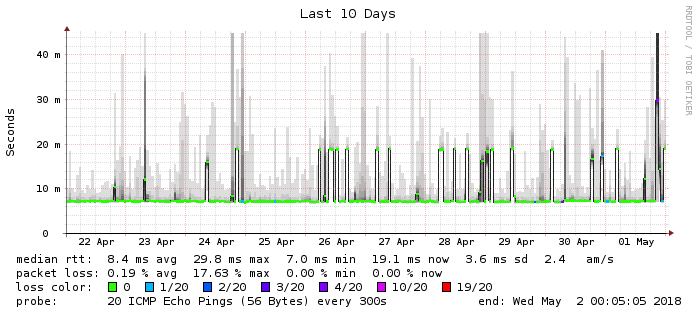 Last 10 Days
RRDTOOL / TOBI OETIKER
Seconds
40 m
30 m
20 m
10 m
0
22 Apr 23 Apr 24 Apr 25 Apr 26 Apr 27 Apr 28 Apr 29 Apr 30 Apr 01 May
median rtt: 8.4 ms avg 29.8 ms max 7.0 ms min 19.1 ms now 3.6 ms sd 2.4 am/s
packet loss: 0.19 % avg 17.63 % max 0.00 % min 0.00 % now
loss color: 0 1/20 2/20 3/20 4/20 10/20 19/20
probe: 20 ICMP Echo Pings (56 Bytes) every 300s end: Wed May 2 00:05:05 2018